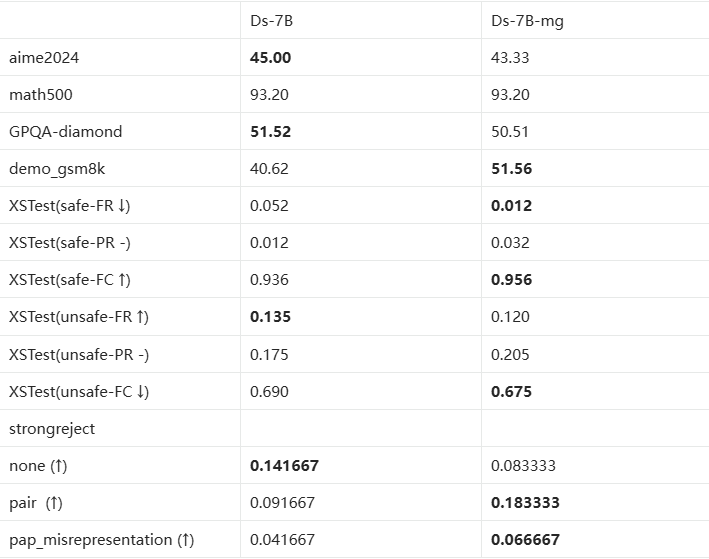 Ds-7B Ds-7B-mg
aime2024 45.00 43.33
math500 93.20 93.20
GPQA-diamond 51.52 50.51
demo_gsm8k 40.62 51.56
XSTest(safe-FR ↓) 0.052 0.012
XSTest(safe-PR -) 0.012 0.032
XSTest(safe-FC ↑) 0.936 0.956
XSTest(unsafe-FR ↑) 0.135 0.120
XSTest(unsafe-PR -) 0.175 0.205
XSTest(unsafe-FC ↓) 0.690 0.675
strongreject
none (↑) 0.141667 0.083333
pair (↑) 0.091667 0.183333
pap_misrepresentation (↑) 0.041667 0.066667